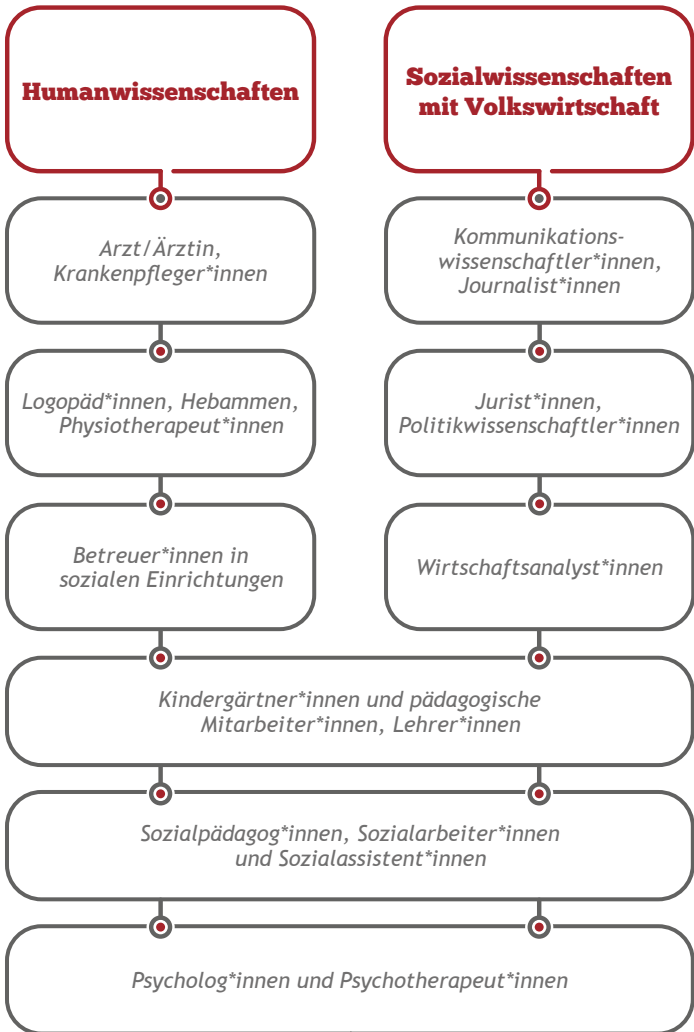 Humanwissenschaften
Sozialwissenschaften
mit Volkswirtschaft
Arzt/Ärztin,
Krankenpfleger*innen
Kommunikations-
wissenschaftler*innen,
Journalist*innen
Logopäd*innen, Hebammen,
Physiotherapeut*innen
Jurist*innen,
Politikwissenschaftler*innen
Betreuer*innen in
sozialen Einrichtungen
Wirtschaftsanalyst*innen
Kindergärtner*innen und pädagogische
Mitarbeiter*innen, Lehrer*innen
Sozialpädagog*innen, Sozialarbeiter*innen
und Sozialassistent*innen
Psycholog*innen und Psychotherapeut*innen